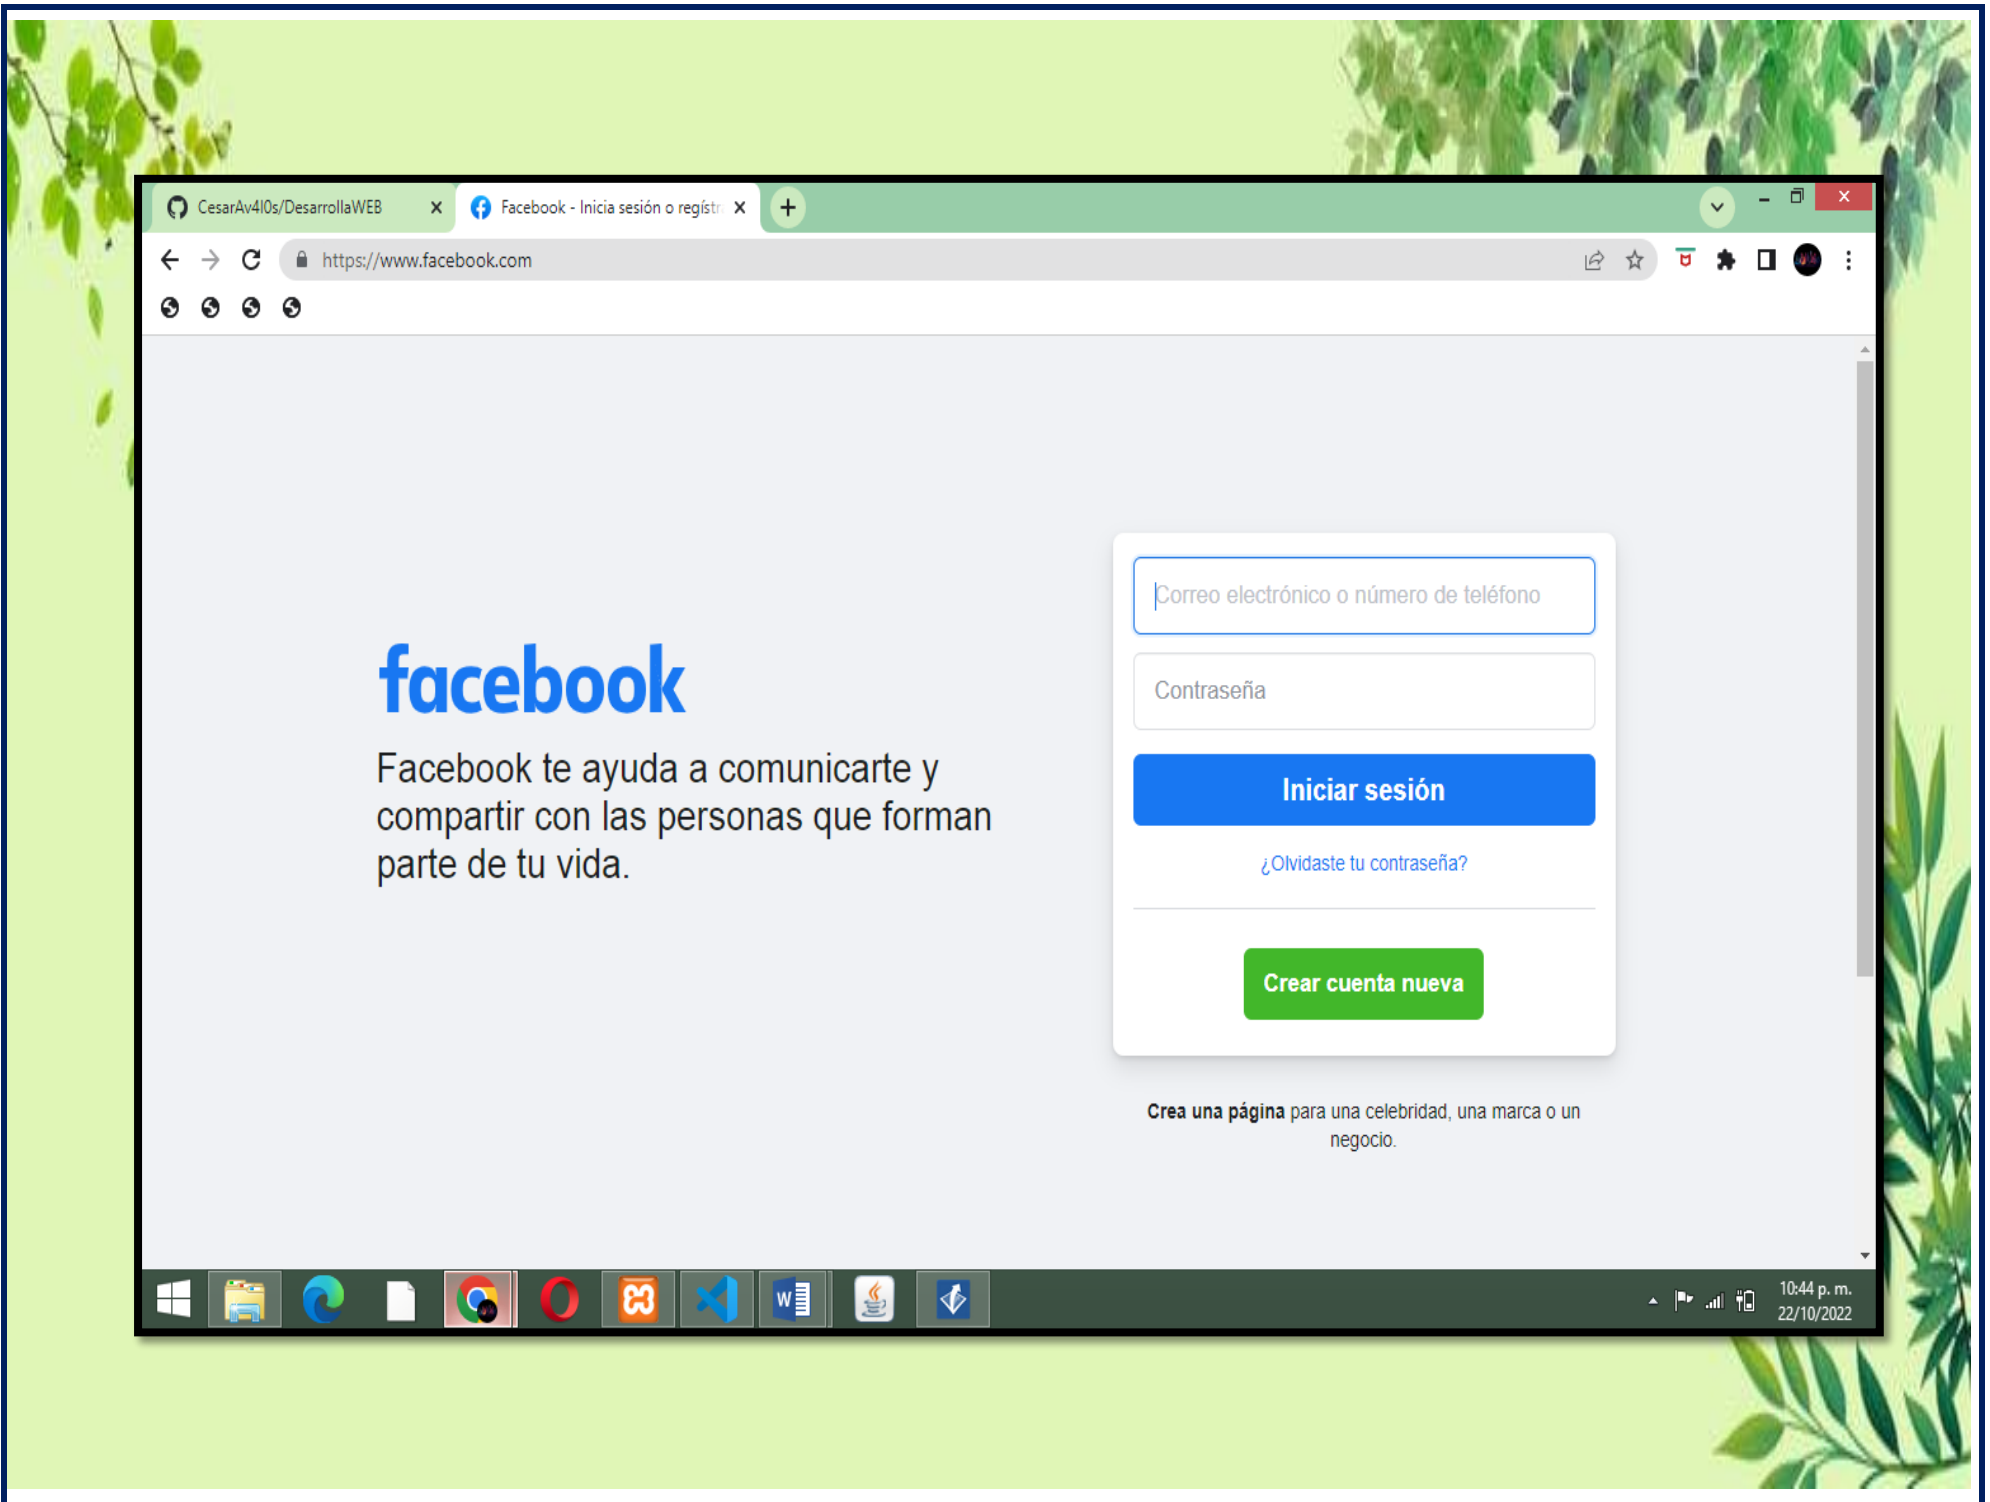 CesarAv4l0s/DesarrollaWEB
Facebook - Inicia sesión o regístr
https://www.facebook.com
facebook
Facebook te ayuda a comunicarte y
compartir con las personas que forman
parte de tu vida.
Correo electrónico o número de teléfono
Contraseña
Iniciar sesión
¿Olvidaste tu contraseña?
Crear cuenta nueva
Crea una página para una celebridad, una marca o un
negocio.
10:44 p. m.
22/10/2022